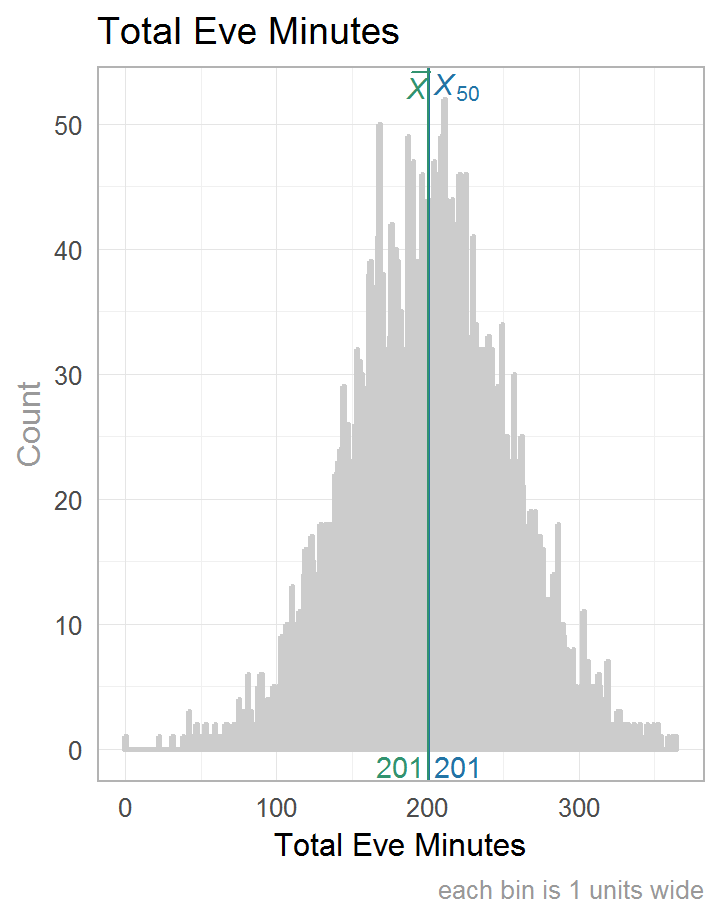 Total Eve Minutes
X̅ X50
50
40
30
20
10
0
Count
201 201
0 100 200 300
Total Eve Minutes
each bin is 1 units wide